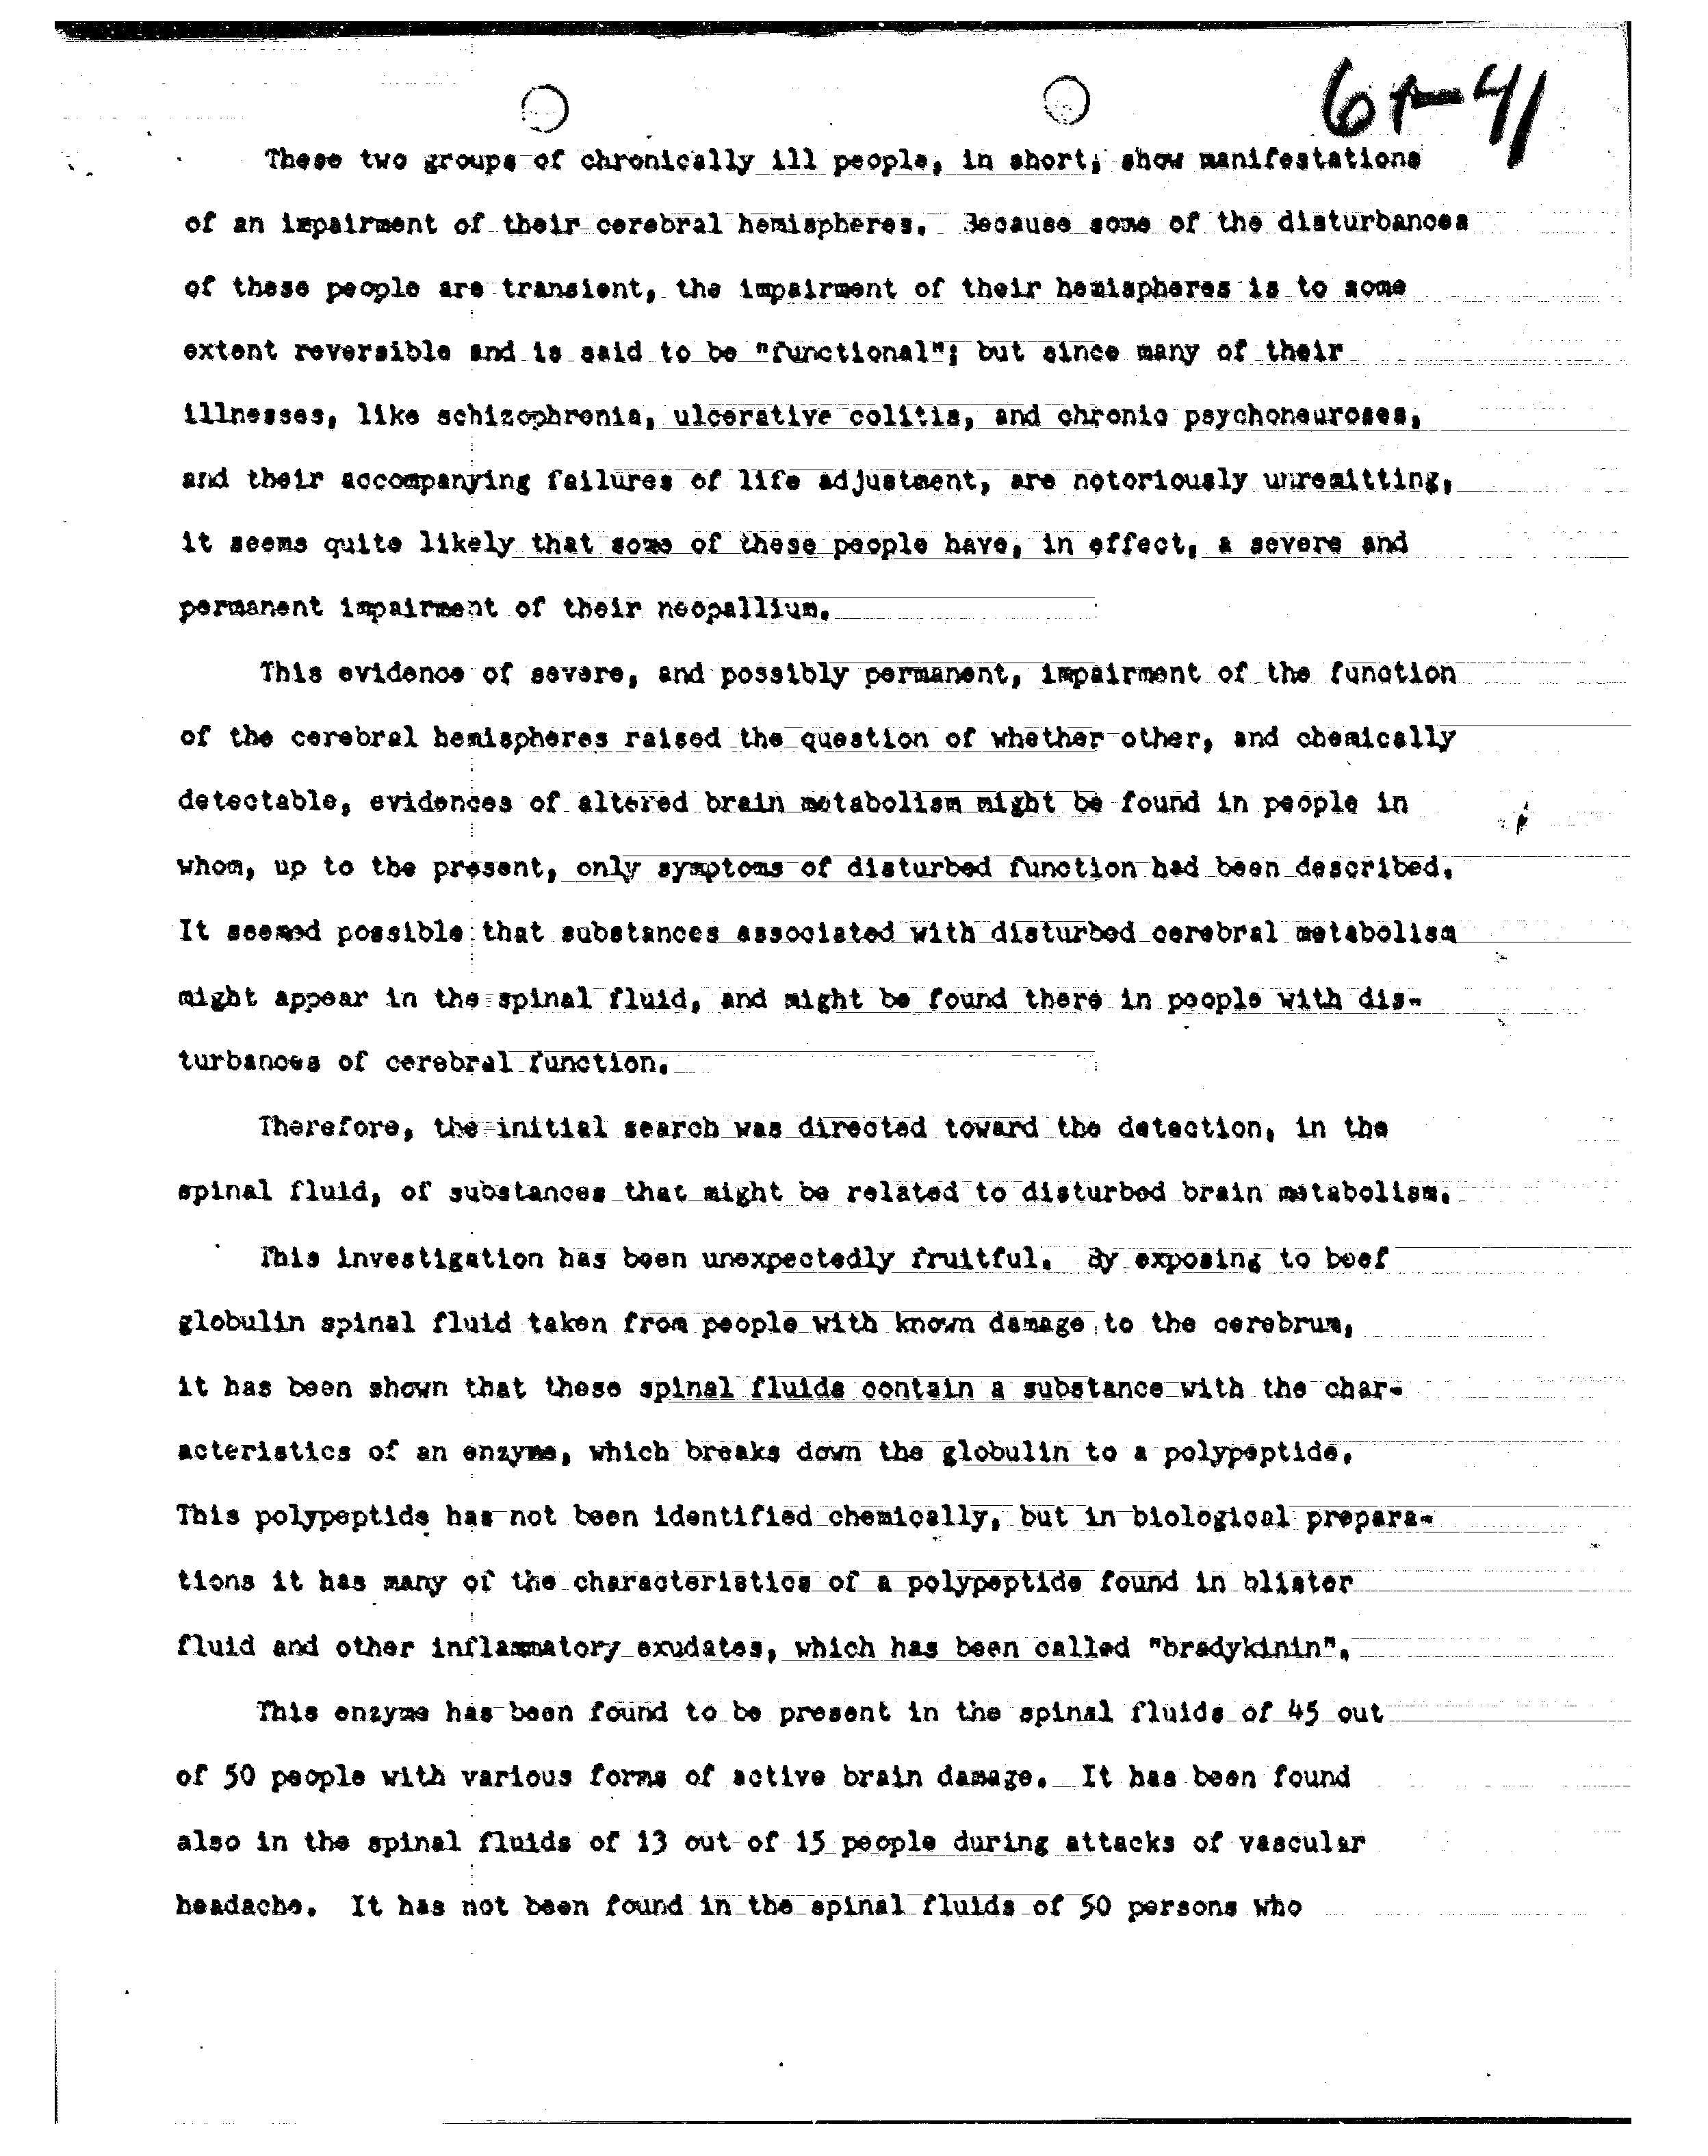 61-41
These two groups of chronically ill people, in short, show manifestations
of an impairment of their cerebral hemispheres. Because some of the disturbances
of these people are transient, the impairment of their hemispheres is to some
extent reversible and is said to be "functional"; but since many of their
illnesses, like schizophrenia, ulcerative colitis, and chronic psychoneuroses,
and their accompanying failures of life adjustment, are notoriously unremitting,
it seems quite likely that some of these people have, in effect, a severe and
permanent impairment of their neopallium.
This evidence of severe, and possibly permanent, impairment of the function
of the cerebral hemispheres raised the question of whether other, and chemically
detectable, evidences of altered brain metabolism might be found in people in
whom, up to the present, only symptoms of disturbed function had been described.
It seemed possible that substances associated with disturbed cerebral metabolism
might appear in the spinal fluid, and might be found there in people with dis-
turbances of cerebral function.
Therefore, the initial search was directed toward the detection, in the
spinal fluid, of substances that might be related to disturbed brain metabolism.
This investigation has been unexpectedly fruitful. By exposing to beef
globulin spinal fluid taken from people with known damage to the cerebrum,
it has been shown that these spinal fluids contain a substance with the char-
acteristics of an enzyme, which breaks down the globulin to a polypeptide.
This polypeptide has not been identified chemically, but in biological prepara-
tions it has many of the characteristics of a polypeptide found in blister
fluid and other inflammatory exudates, which has been called "bradykinin".
This enzyme has been found to be present in the spinal fluids of 45 out
of 50 people with various forms of active brain damage. It has been found
also in the spinal fluids of 13 out of 15 people during attacks of vascular
headache. It has not been found in the spinal fluids of 50 persons who